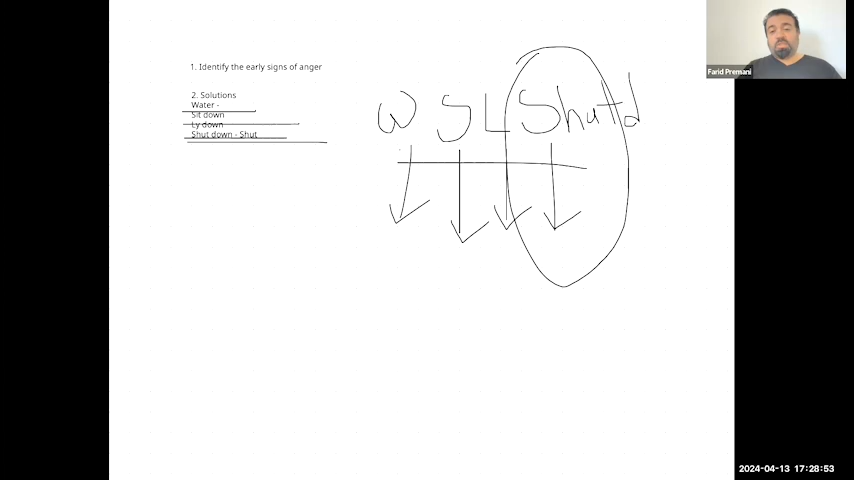 1. Identify the early signs of anger
2. Solutions
Water -
Sit down
Ly down
Shut down - Shut
W S L Shutd
Farid Premani
2024-04-13 17:28:53